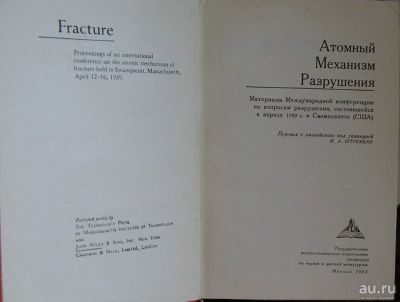 Fracture
Proceedings of an international
conference on the atomic mechanisms of
fracture held in Swampscott, Massachusetts,
April 12-16, 1959.
Published jointly by
THE TECHNOLOGY PRESS
OF MASSACHUSETTS INSTITUTE OF TECHNOLOGY
AND
JOHN WILEY & SONS, INC. NEW YORK
CHAPMAN & HALL, LIMITED, LONDON
Атомный
Механизм
Разрушения
Материалы Международной конференции
по вопросам разрушения, состоявшейся
в апреле 1959 г. в Свомпскотте (США)
Перевод с английского под редакцией
М. А. ШТРЕМЕЛЯ
Государственное
научно-техническое издательство
литературы
по черной и цветной металлургии
Москва 1963
au.ru